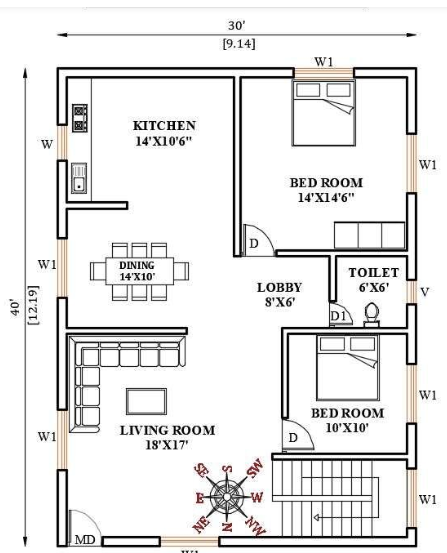 30'
[9.14]
W1
KITCHEN
14'X10'6"
W
W1
BED ROOM
14'X14'6"
D
W1
DINING
14'X10'
LOBBY
8'X6'
TOILET
6'X6'
V
D1
40'
[12.19]
BED ROOM
10'X10'
W1
D
LIVING ROOM
18'X17'
W1
SE
S
SW
E
W
NE
N
NW
W1
MD
W1